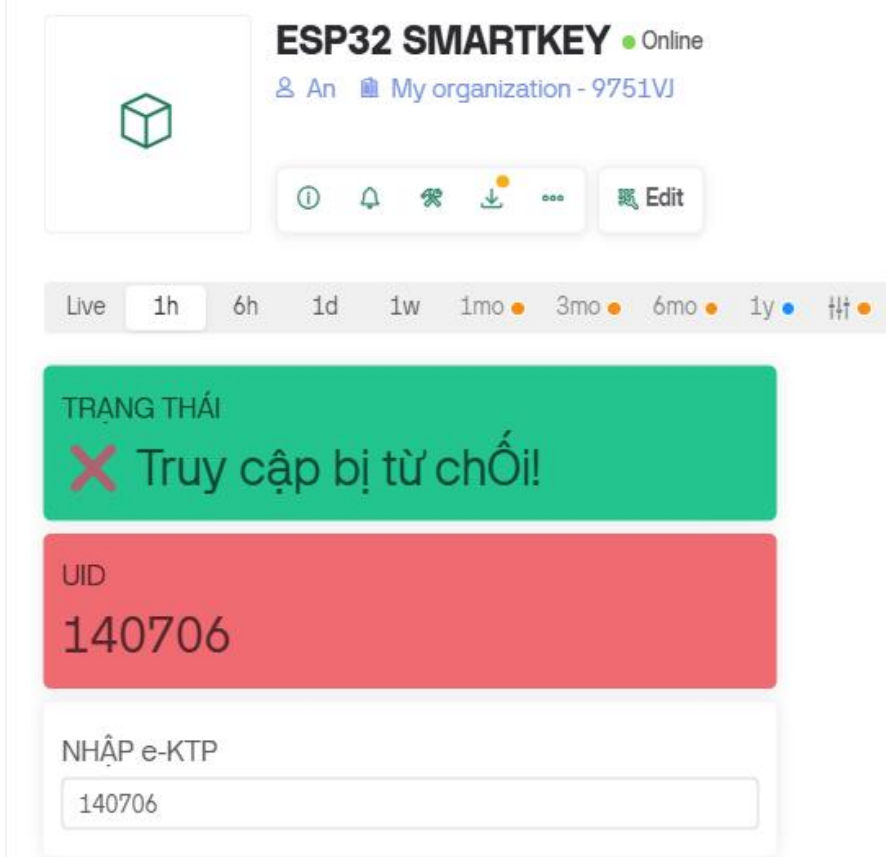 ESP32 SMARTKEY Online
An My organization - 9751VJ
Edit
Live 1h 6h 1d 1w 1mo 3mo 6mo 1y
TRẠNG THÁI
❌ Truy cập bị từ chỐi!
UID
140706
NHẬP e-KTP
140706